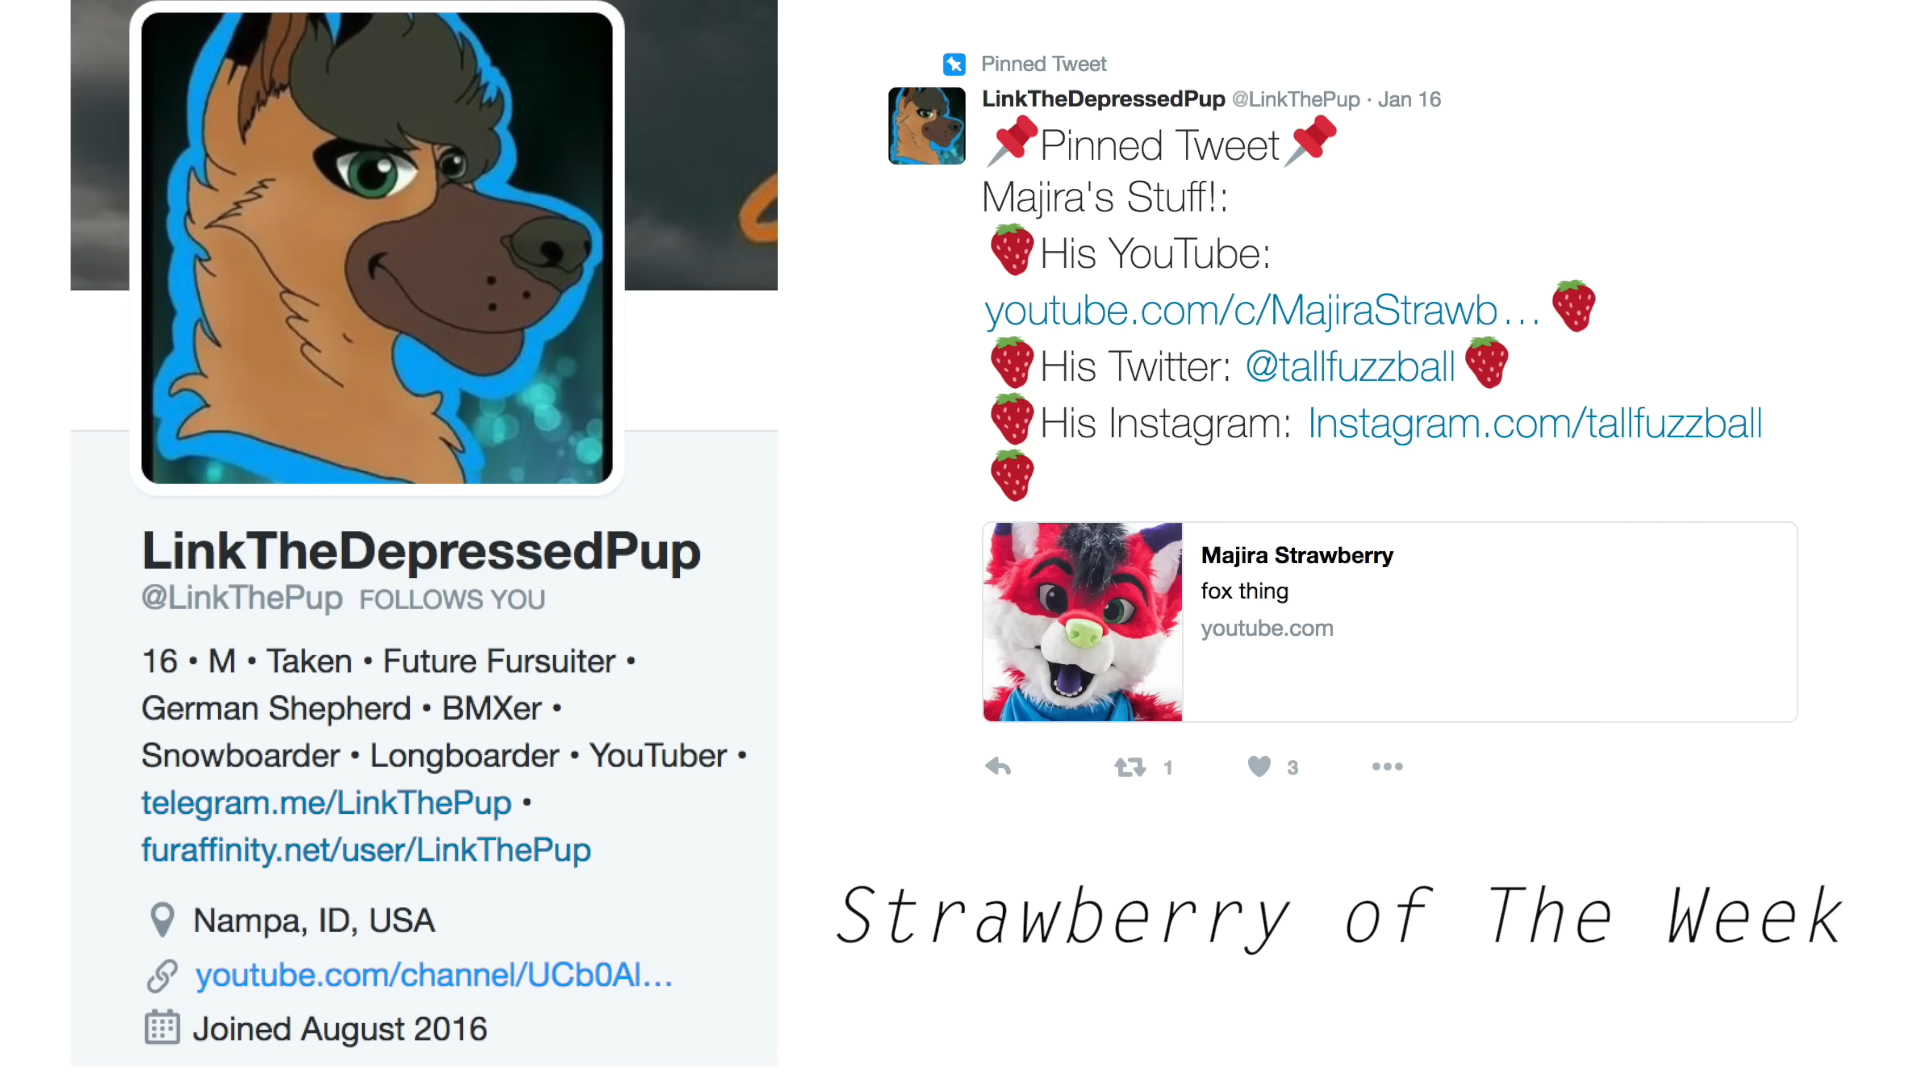 LinkTheDepressedPup
@LinkThePup FOLLOWS YOU
16 • M • Taken • Future Fursuiter •
German Shepherd • BMXer •
Snowboarder • Longboarder • YouTuber •
telegram.me/LinkThePup •
furaffinity.net/user/LinkThePup
Nampa, ID, USA
youtube.com/channel/UCb0Al…
Joined August 2016
Pinned Tweet
LinkTheDepressedPup @LinkThePup · Jan 16
📌Pinned Tweet📌
Majira's Stuff!:
🍓His YouTube:
youtube.com/c/MajiraStrawb… 🍓
🍓His Twitter: @tallfuzzball 🍓
🍓His Instagram: Instagram.com/tallfuzzball
🍓
Majira Strawberry
fox thing
youtube.com
1 3
Strawberry of The Week